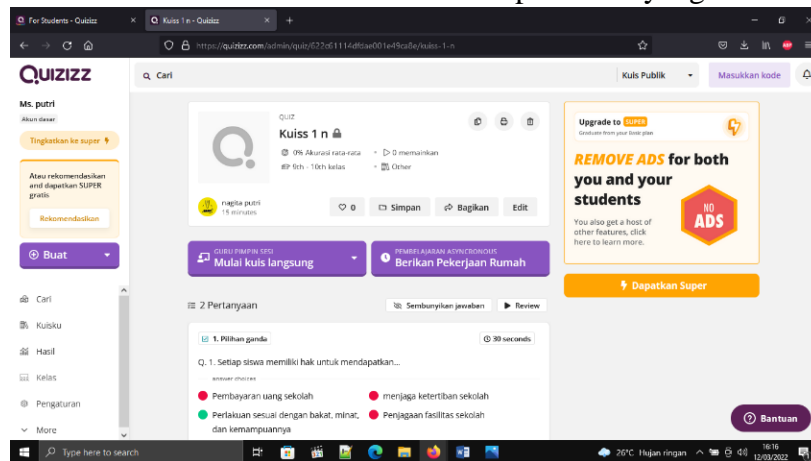 For Students - Quizizz
Kuiss 1 n - Quizizz
https://quizizz.com/admin/quiz/622c61114dfdae001e49ca8e/kuiss-1-n
QUIZIZZ
Cari
Kuis Publik
Masukkan kode
Ms. putri
Akun dasar
Tingkatkan ke super
Atau rekomendasikan
dan dapatkan SUPER
gratis
Rekomendasikan
Buat
Cari
Kuisku
Hasil
Kelas
Pengaturan
More
QUIZ
Kuiss 1 n
0% Akurasi rata-rata • 0 memainkan
9th - 10th kelas • Other
nagita putri
15 minutes
0 Simpan Bagikan Edit
GURU PIMPIN SESI
Mulai kuis langsung
PEMBELAJARAN ASYNCRONOUS
Berikan Pekerjaan Rumah
2 Pertanyaan
Sembunyikan jawaban
Review
1. Pilihan ganda
30 seconds
Q. 1. Setiap siswa memiliki hak untuk mendapatkan...
answer choices
Pembayaran uang sekolah
menjaga ketertiban sekolah
Perlakuan sesuai dengan bakat, minat,
dan kemampuannya
Penjagaan fasilitas sekolah
Upgrade to SUPER
Graduate from your Basic plan
REMOVE ADS for both
you and your
students
You also get a host of
other features, click
here to learn more.
NO
ADS
Dapatkan Super
Bantuan
Type here to search
26°C Hujan ringan
16:16
12/03/2022